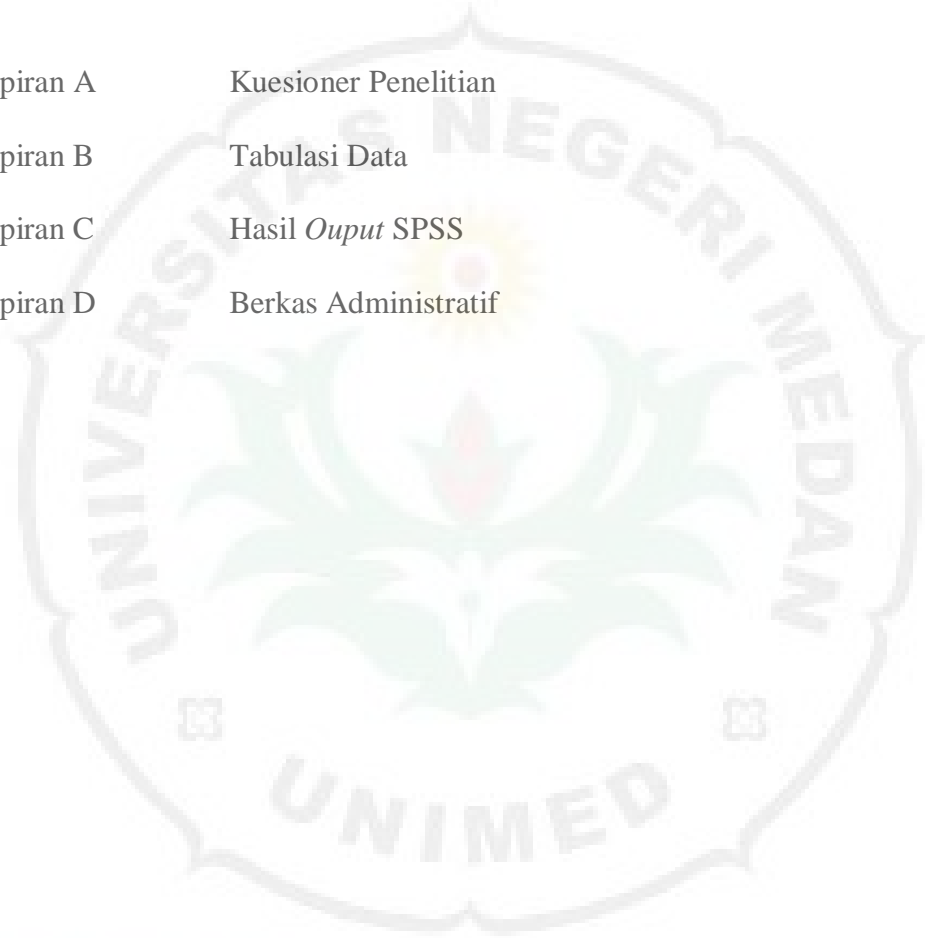 piran A Kuesioner Penelitian
piran B Tabulasi Data
piran C Hasil Ouput SPSS
piran D Berkas Administratif
UNIVERSITAS NEGERI MEDAN
UNIMED